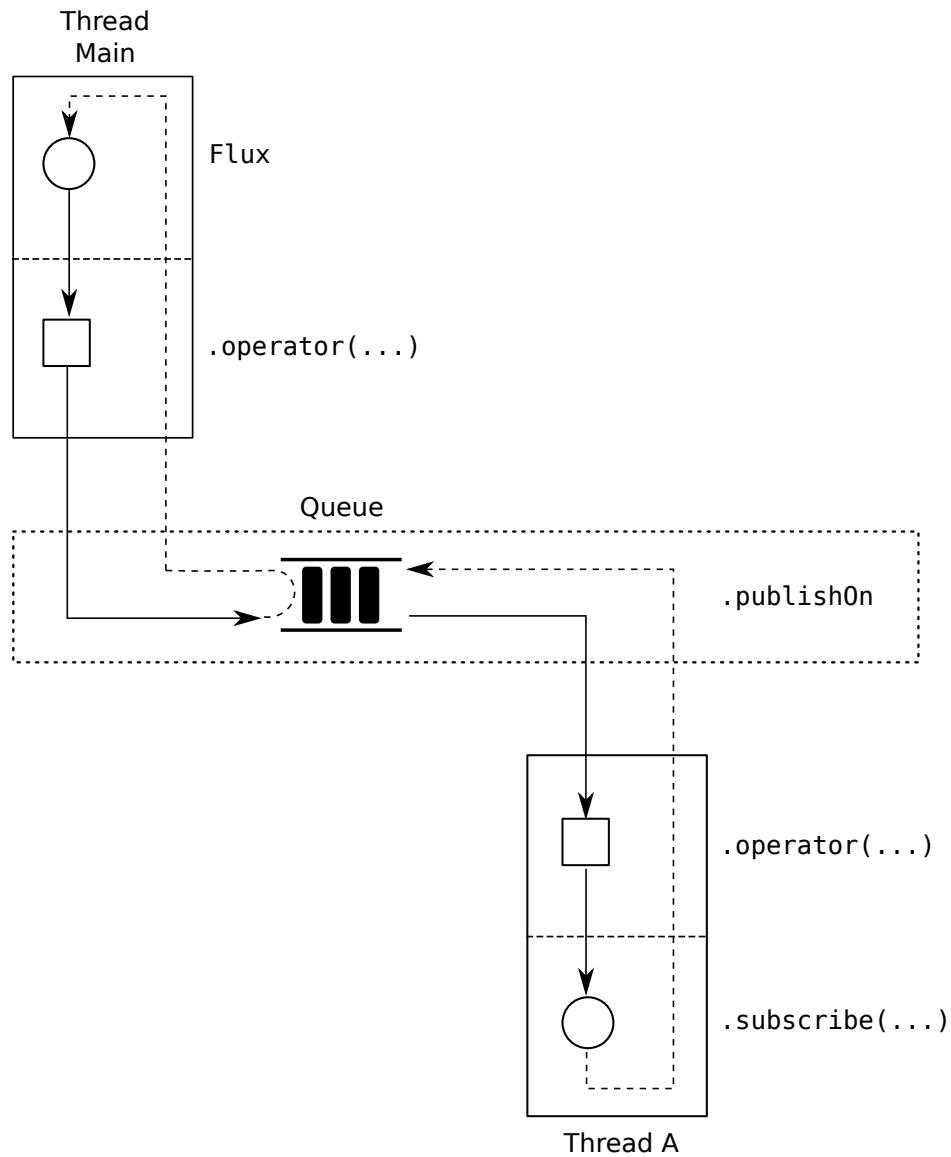 Thread
Main
Flux
.operator(...)
Queue
.publishOn
.operator(...)
.subscribe(...)
Thread A